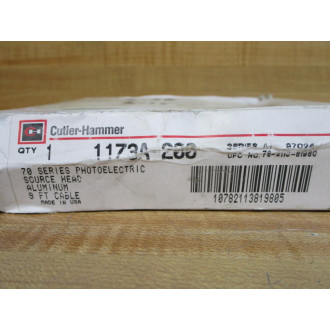 Cutler-Hammer
QTY 1 1173A-200 SERIES A1
70 SERIES PHOTOELECTRIC
SOURCE HEAD
ALUMINUM
9 FT CABLE
MADE IN USA
10782113819805